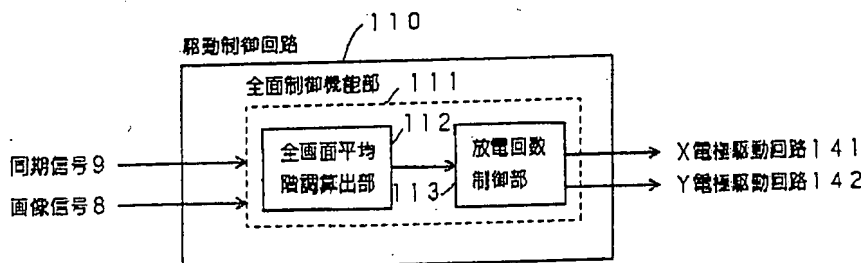 110
駆動制御回路
全面制御機能部 111
112
全画面平均
階調算出部
放電回数
制御部
113
同期信号9
画像信号8
X電極駆動回路141
Y電極駆動回路142